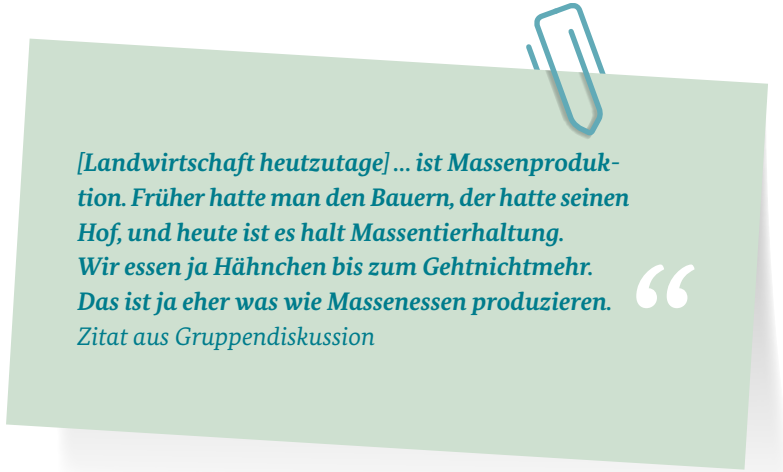 [Landwirtschaft heutzutage] ... ist Massenproduk-
tion. Früher hatte man den Bauern, der hatte seinen
Hof, und heute ist es halt Massentierhaltung.
Wir essen ja Hähnchen bis zum Gehtnichtmehr.
Das ist ja eher was wie Massenessen produzieren.
“
Zitat aus Gruppendiskussion